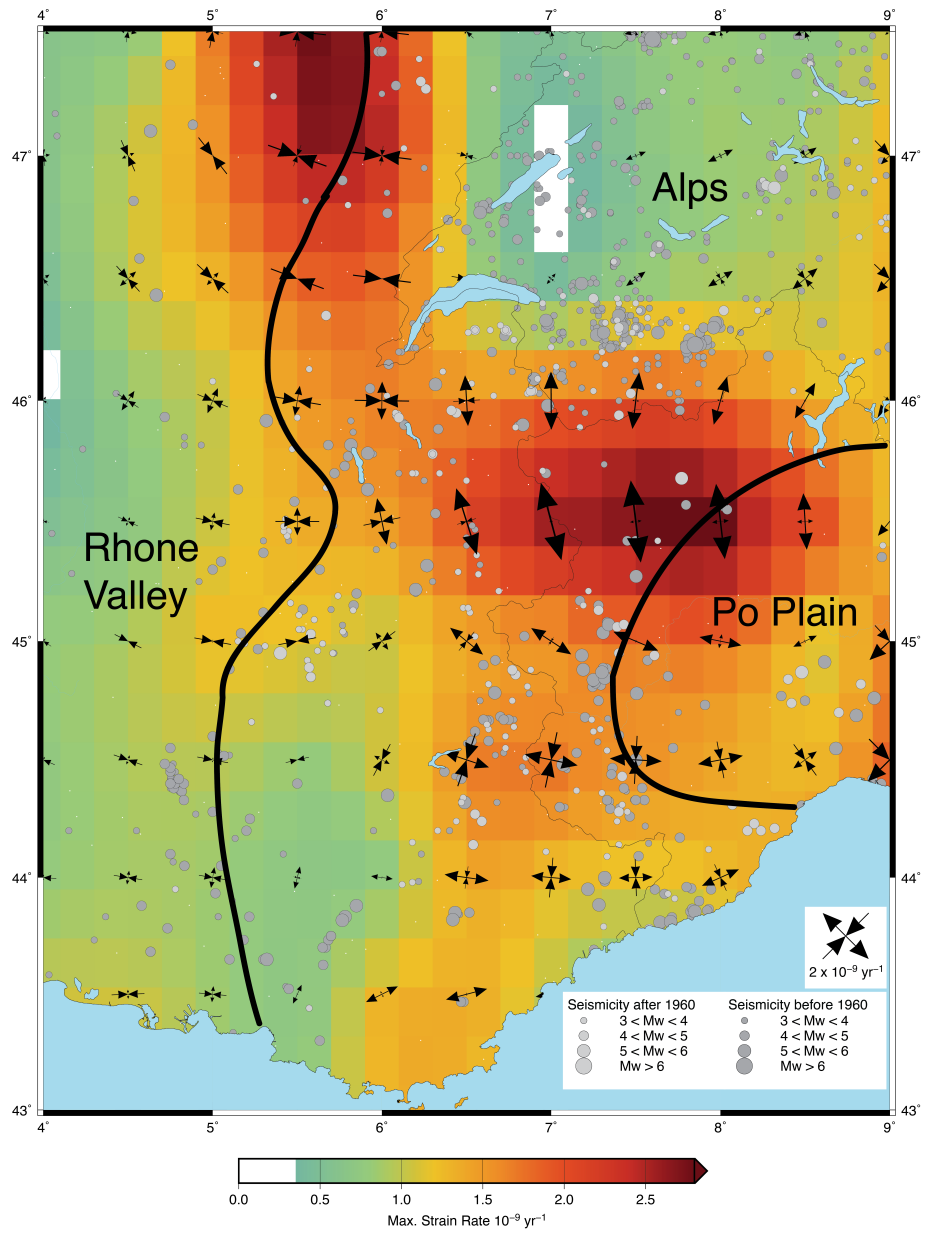 4° 5° 6° 7° 8° 9°
47° 47°
Alps
46° 46°
Rhone
Valley
Po Plain
45° 45°
44° 44°
2 x 10⁻⁹ yr⁻¹
Seismicity after 1960 Seismicity before 1960
3 < Mw < 4 3 < Mw < 4
4 < Mw < 5 4 < Mw < 5
5 < Mw < 6 5 < Mw < 6
Mw > 6 Mw > 6
43° 43°
4° 5° 6° 7° 8° 9°
0.0 0.5 1.0 1.5 2.0 2.5
Max. Strain Rate 10⁻⁹ yr⁻¹